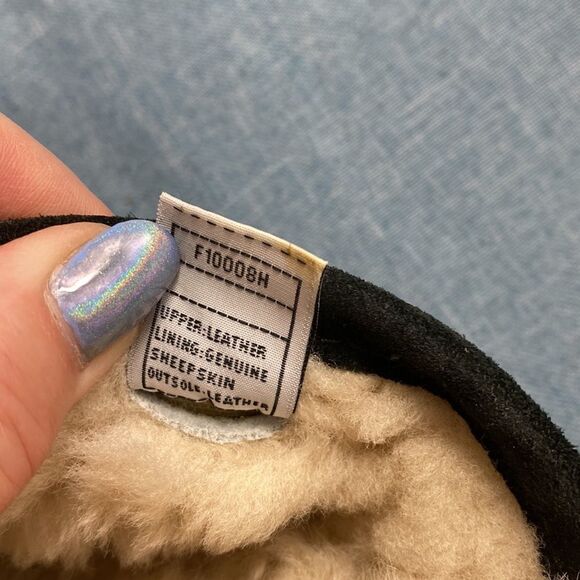 F10008H
UPPER:LEATHER
LINING:GENUINE
SHEEPSKIN
OUTSOLE:LEATHER